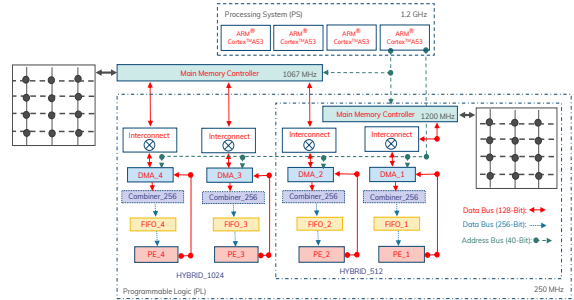 Processing System (PS) 1.2 GHz
ARM® Cortex™A53
ARM® Cortex™A53
ARM® Cortex™A53
ARM® Cortex™A53
Main Memory Controller 1067 MHz
Main Memory Controller
1200 MHz
Interconnect Interconnect Interconnect Interconnect
DMA_4 DMA_3 DMA_2 DMA_1
Combiner_256 Combiner_256 Combiner_256 Combiner_256
FIFO_4 FIFO_3 FIFO_2 FIFO_1
PE_4 PE_3 PE_2 PE_1
Data Bus (128-Bit):
Data Bus (256-Bit):
Address Bus (40-Bit):
HYBRID_1024 HYBRID_512
Programmable Logic (PL) 250 MHz